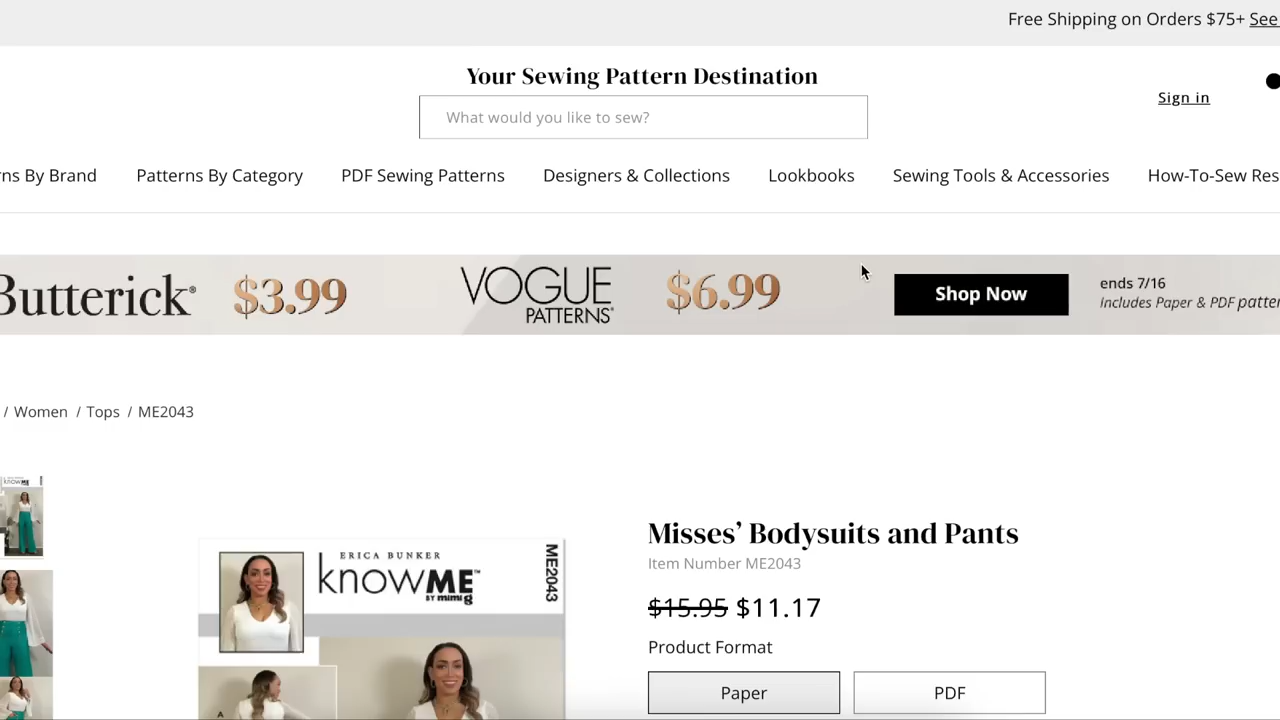 Free Shipping on Orders $75+ See
Your Sewing Pattern Destination
What would you like to sew?
Sign in
rns By Brand
Patterns By Category
PDF Sewing Patterns
Designers & Collections
Lookbooks
Sewing Tools & Accessories
How-To-Sew Res
Butterick®
$3.99
VOGUE
PATTERNS®
$6.99
Shop Now
ends 7/16
includes Paper & PDF patter
/ Women / Tops / ME2043
knowME
ERICA BUNKER
knowME™
BY mimi g
ME2043
A
Misses' Bodysuits and Pants
Item Number ME2043
$15.95 $11.17
Product Format
Paper
PDF